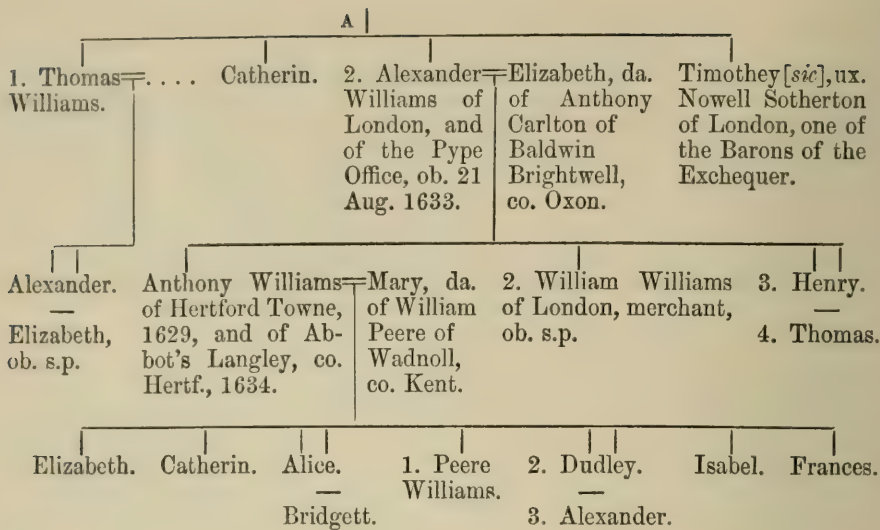 A
1. Thomas = . . . .
Williams.
Catherin.
2. Alexander =
Williams of
London, and
of the Pype
Office, ob. 21
Aug. 1633.
Elizabeth, da.
of Anthony
Carlton of
Baldwin
Brightwell,
co. Oxon.
Timothey [sic], ux.
Nowell Sotherton
of London, one of
the Barons of the
Exchequer.
Alexander.
—
Elizabeth,
ob. s.p.
Anthony Williams =
of Hertford Towne,
1629, and of Ab-
bot's Langley, co.
Hertf., 1634.
Mary, da.
of William
Peere of
Wadnoll,
co. Kent.
2. William Williams
of London, merchant,
ob. s.p.
3. Henry.
—
4. Thomas.
Elizabeth.
Catherin.
Alice.
—
Bridgett.
1. Peere
Williams.
2. Dudley.
—
3. Alexander.
Isabel.
Frances.